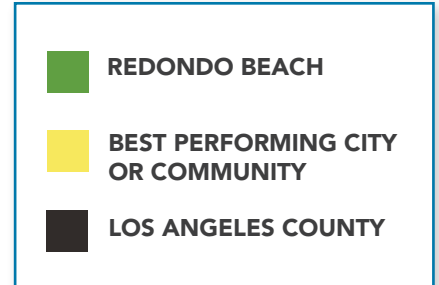 REDONDO BEACH
BEST PERFORMING CITY
OR COMMUNITY
LOS ANGELES COUNTY